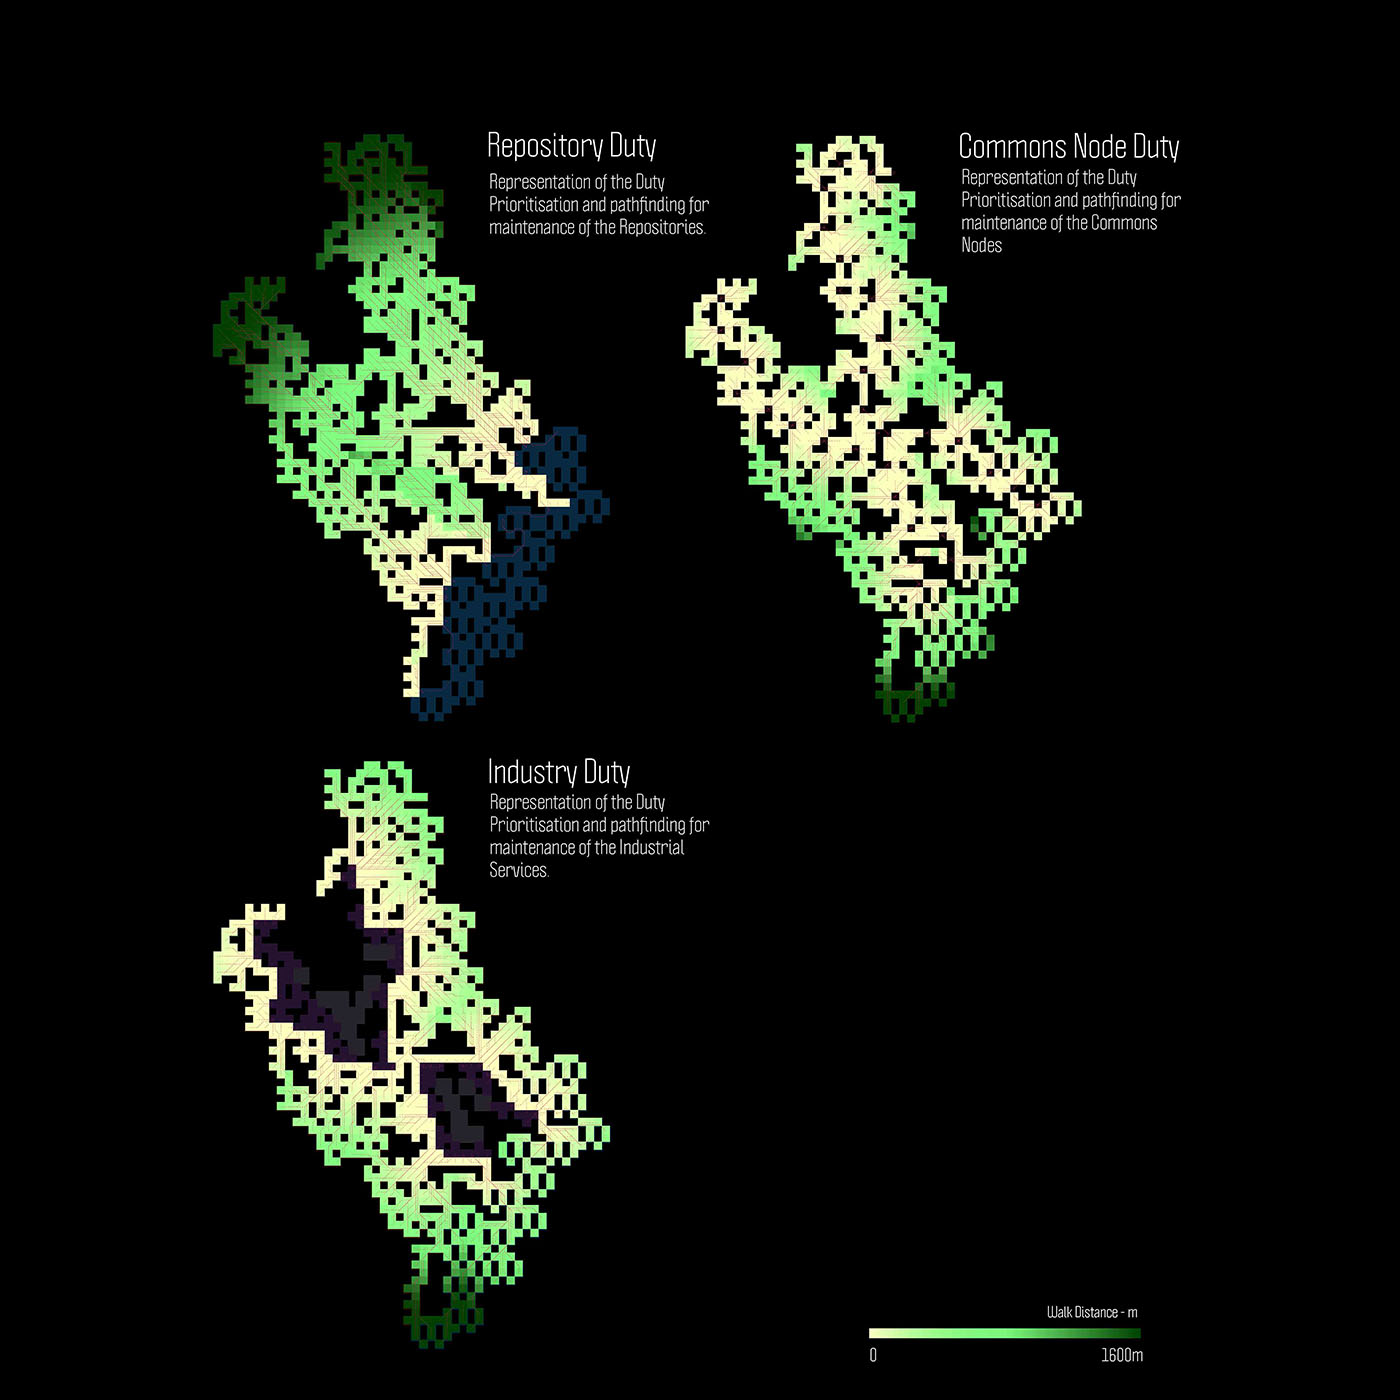 Repository Duty
Representation of the Duty
Prioritisation and pathfinding for
maintenance of the Repositories.
Commons Node Duty
Representation of the Duty
Prioritisation and pathfinding for
maintenance of the Commons
Nodes
Industry Duty
Representation of the Duty
Prioritisation and pathfinding for
maintenance of the Industrial
Services.
Walk Distance - m
0
1600m